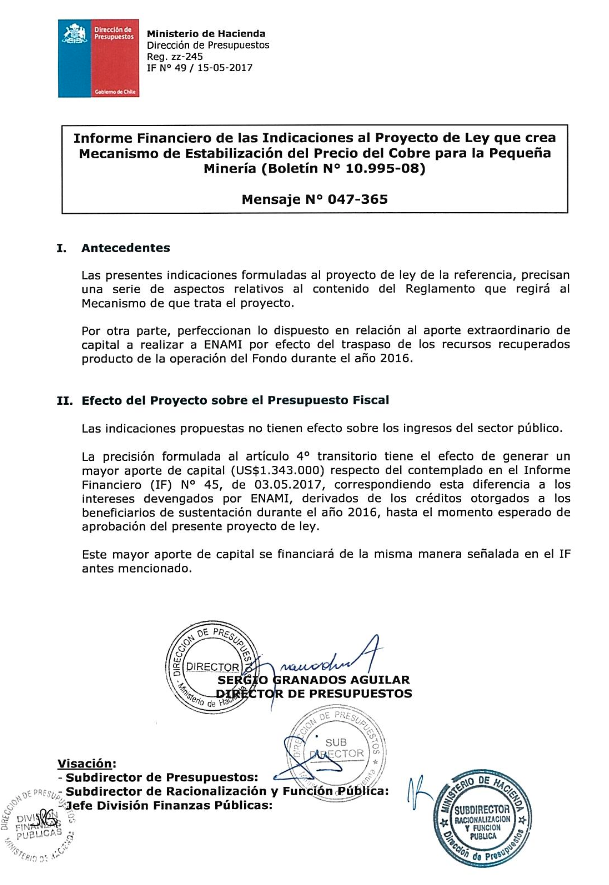 Dirección de
Presupuestos
Gobierno de Chile
Ministerio de Hacienda
Dirección de Presupuestos
Reg. zz-245
IF N° 49 / 15-05-2017
Informe Financiero de las Indicaciones al Proyecto de Ley que crea
Mecanismo de Estabilización del Precio del Cobre para la Pequeña
Minería (Boletín N° 10.995-08)
Mensaje N° 047-365
I. Antecedentes
Las presentes indicaciones formuladas al proyecto de ley de la referencia, precisan
una serie de aspectos relativos al contenido del Reglamento que regirá al
Mecanismo de que trata el proyecto.
Por otra parte, perfeccionan lo dispuesto en relación al aporte extraordinario de
capital a realizar a ENAMI por efecto del traspaso de los recursos recuperados
producto de la operación del Fondo durante el año 2016.
II. Efecto del Proyecto sobre el Presupuesto Fiscal
Las indicaciones propuestas no tienen efecto sobre los ingresos del sector público.
La precisión formulada al artículo 4° transitorio tiene el efecto de generar un
mayor aporte de capital (US$1.343.000) respecto del contemplado en el Informe
Financiero (IF) N° 45, de 03.05.2017, correspondiendo esta diferencia a los
intereses devengados por ENAMI, derivados de los créditos otorgados a los
beneficiarios de sustentación durante el año 2016, hasta el momento esperado de
aprobación del presente proyecto de ley.
Este mayor aporte de capital se financiará de la misma manera señalada en el IF
antes mencionado.
DIRECCION DE PRESUPUESTOS
DIRECTOR
Ministerio de Hacienda
SERGIO GRANADOS AGUILAR
DIRECTOR DE PRESUPUESTOS
DIRECCION DE PRESUPUESTOS
SUB
DIRECTOR
Visación:
- Subdirector de Presupuestos:
- Subdirector de Racionalización y Función Pública:
- Jefe División Finanzas Públicas:
DIRECCION DE PRESUPUESTOS
DIVISION
FINANZAS
PUBLICAS
MINISTERIO DE HACIENDA
MINISTERIO DE HACIENDA
SUBDIRECTOR
RACIONALIZACION
Y FUNCION
PUBLICA
Dirección de Presupuestos